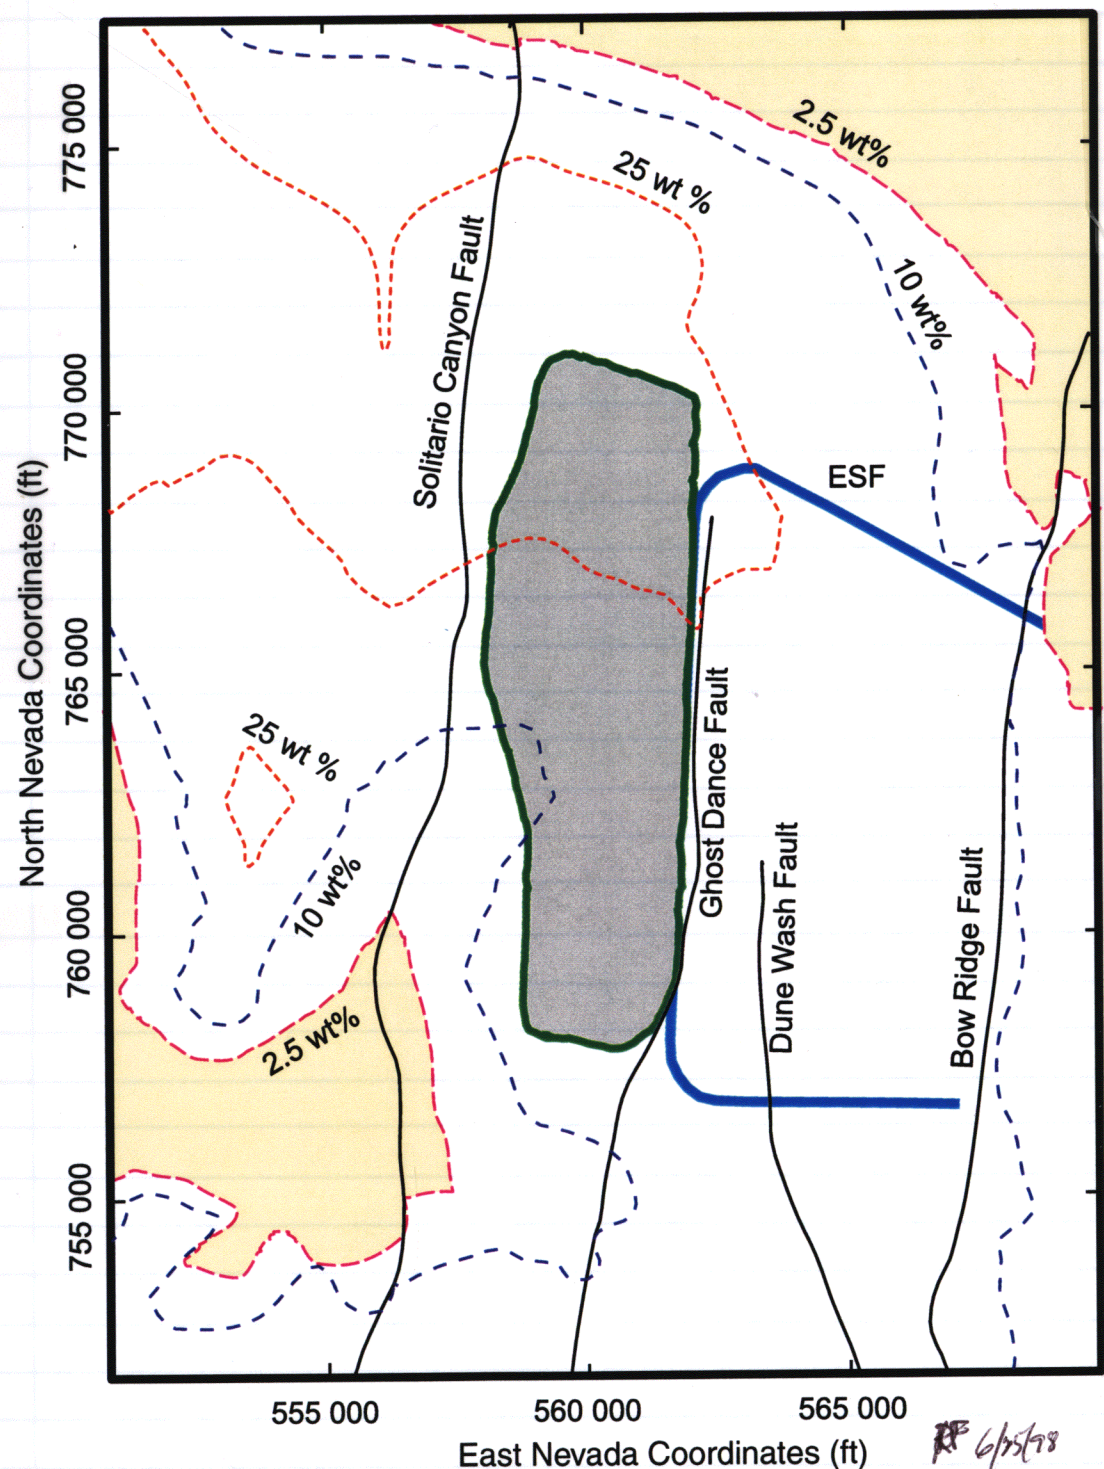 2.5 wt%
775 000
25 wt %
10 wt%
Solitario Canyon Fault
770 000
ESF
North Nevada Coordinates (ft)
765 000
25 wt %
Ghost Dance Fault
Dune Wash Fault
10 wt%
Bow Ridge Fault
760 000
2.5 wt%
755 000
555 000 560 000 565 000
East Nevada Coordinates (ft)